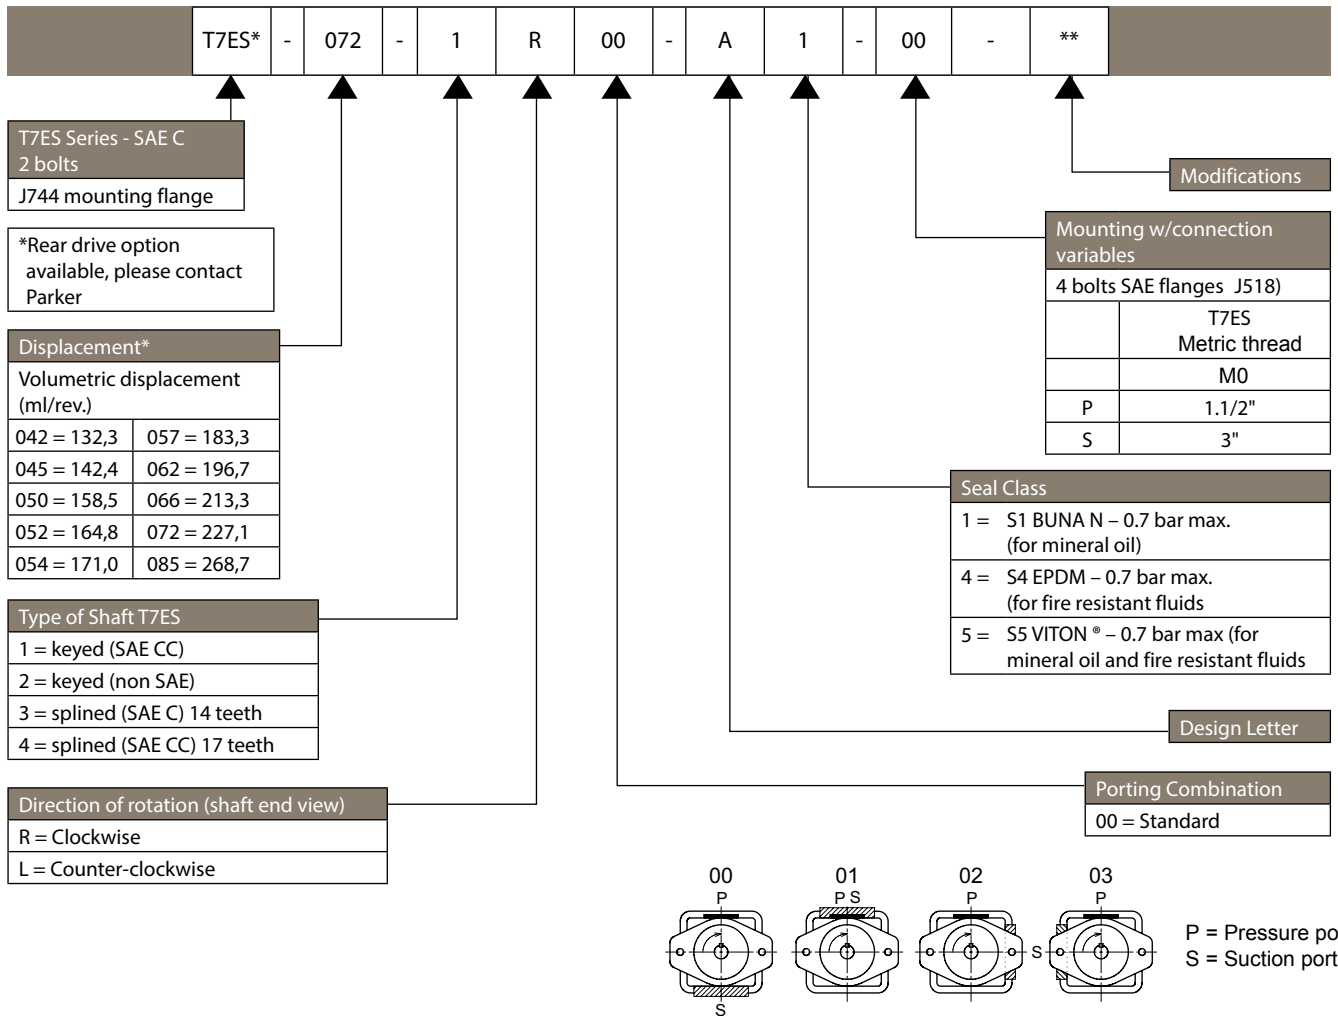 T7ES* - 072 - 1 R 00 - A 1 - 00 - **
T7ES Series - SAE C
2 bolts
J744 mounting flange
*Rear drive option
available, please contact
Parker
Displacement*
Volumetric displacement
(ml/rev.)
042 = 132,3 057 = 183,3
045 = 142,4 062 = 196,7
050 = 158,5 066 = 213,3
052 = 164,8 072 = 227,1
054 = 171,0 085 = 268,7
Type of Shaft T7ES
1 = keyed (SAE CC)
2 = keyed (non SAE)
3 = splined (SAE C) 14 teeth
4 = splined (SAE CC) 17 teeth
Direction of rotation (shaft end view)
R = Clockwise
L = Counter-clockwise
Modifications
Mounting w/connection
variables
4 bolts SAE flanges J518)
T7ES
Metric thread
M0
P 1.1/2"
S 3"
Seal Class
1 = S1 BUNA N – 0.7 bar max.
(for mineral oil)
4 = S4 EPDM – 0.7 bar max.
(for fire resistant fluids
5 = S5 VITON ® – 0.7 bar max (for
mineral oil and fire resistant fluids
Design Letter
Porting Combination
00 = Standard
00 01 02 03
P P S P P
S
S
P = Pressure po
S = Suction port